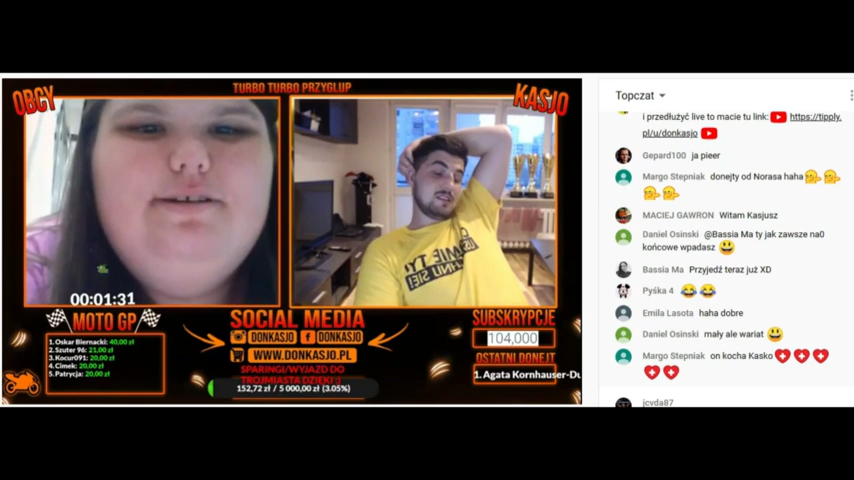 OBCY
TURBO TURBO PRZYGŁUP
KASJO
00:01:31
MOTO GP
1. Oskar Biernacki: 40,00 zł
2. Szuter 96: 21,00 zł
3. Kocur091: 20,00 zł
4. Cimek: 20,00 zł
5. Patrycja: 20,00 zł
SOCIAL MEDIA
DONKASJO
DONKASJO
WWW.DONKASJO.PL
SPARINGI/WYJAZD DO
TROJMIASTA DZIEKI :)
152,72 zł / 5 000,00 zł (3.05%)
SUBSKRYPCJE
104,000
OSTATNI DONEJT
1. Agata Kornhauser-Du
Topczat
i przedłużyć live to macie tu link: https://tipply.
pl/u/donkasjo
Gepard100 ja pieer
Margo Stepniak donejty od Norasa haha
MACIEJ GAWRON Witam Kasjusz
Daniel Osinski @Bassia Ma ty jak zawsze na0
końcowe wpadasz
Bassia Ma Przyjedź teraz już XD
Pyśka 4
Emila Lasota haha dobre
Daniel Osinski mały ale wariat
Margo Stepniak on kocha Kasko
jcvda87